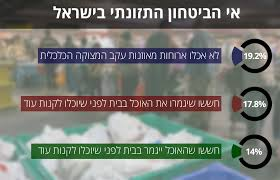 אי הביטחון התזונתי בישראל
לא אכלו ארוחות מאוזנות עקב המצוקה הכלכלית
19.2%
חששו שיגמרו את האוכל בבית לפני שיוכלו לקנות עוד
17.8%
חששו שהאוכל ייגמר בבית לפני שיוכלו לקנות עוד
14%